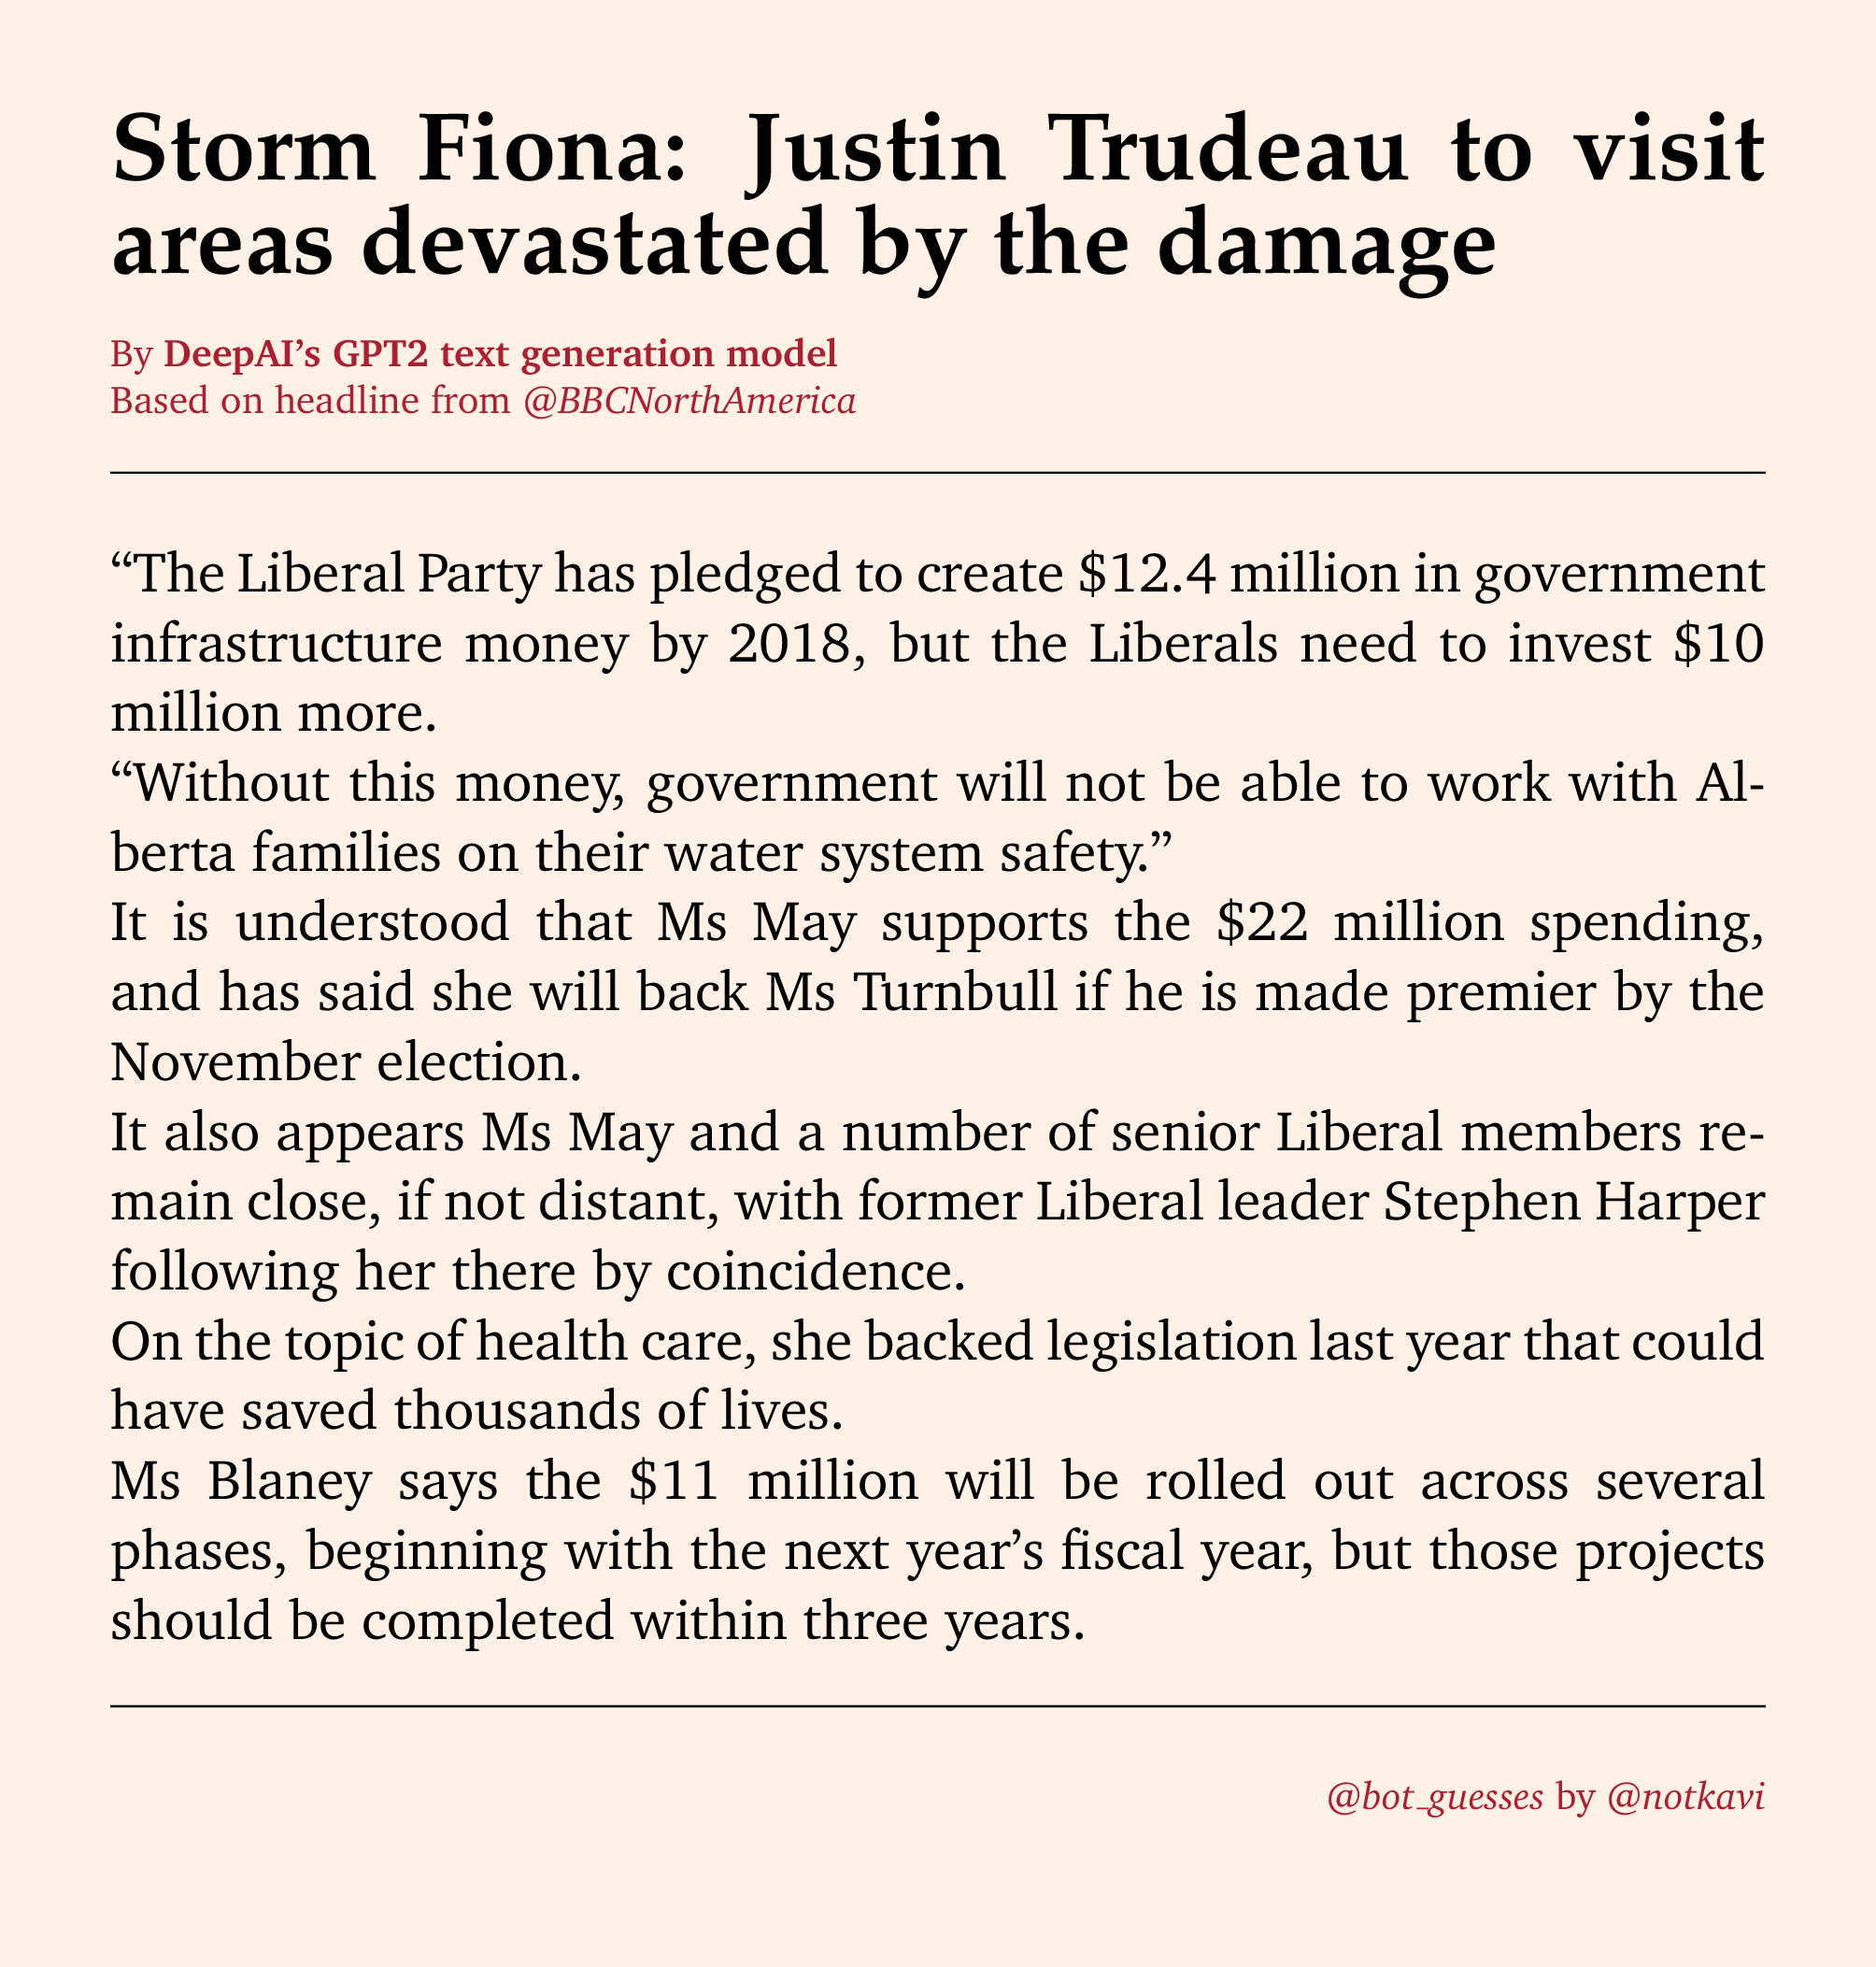 Storm Fiona: Justin Trudeau to visit
areas devastated by the damage
By DeepAI’s GPT2 text generation model
Based on headline from @BBCNorthAmerica
“The Liberal Party has pledged to create $12.4 million in government
infrastructure money by 2018, but the Liberals need to invest $10
million more.
“Without this money, government will not be able to work with Al-
berta families on their water system safety.”
It is understood that Ms May supports the $22 million spending,
and has said she will back Ms Turnbull if he is made premier by the
November election.
It also appears Ms May and a number of senior Liberal members re-
main close, if not distant, with former Liberal leader Stephen Harper
following her there by coincidence.
On the topic of health care, she backed legislation last year that could
have saved thousands of lives.
Ms Blaney says the $11 million will be rolled out across several
phases, beginning with the next year’s fiscal year, but those projects
should be completed within three years.
@bot_guesses by @notkavi